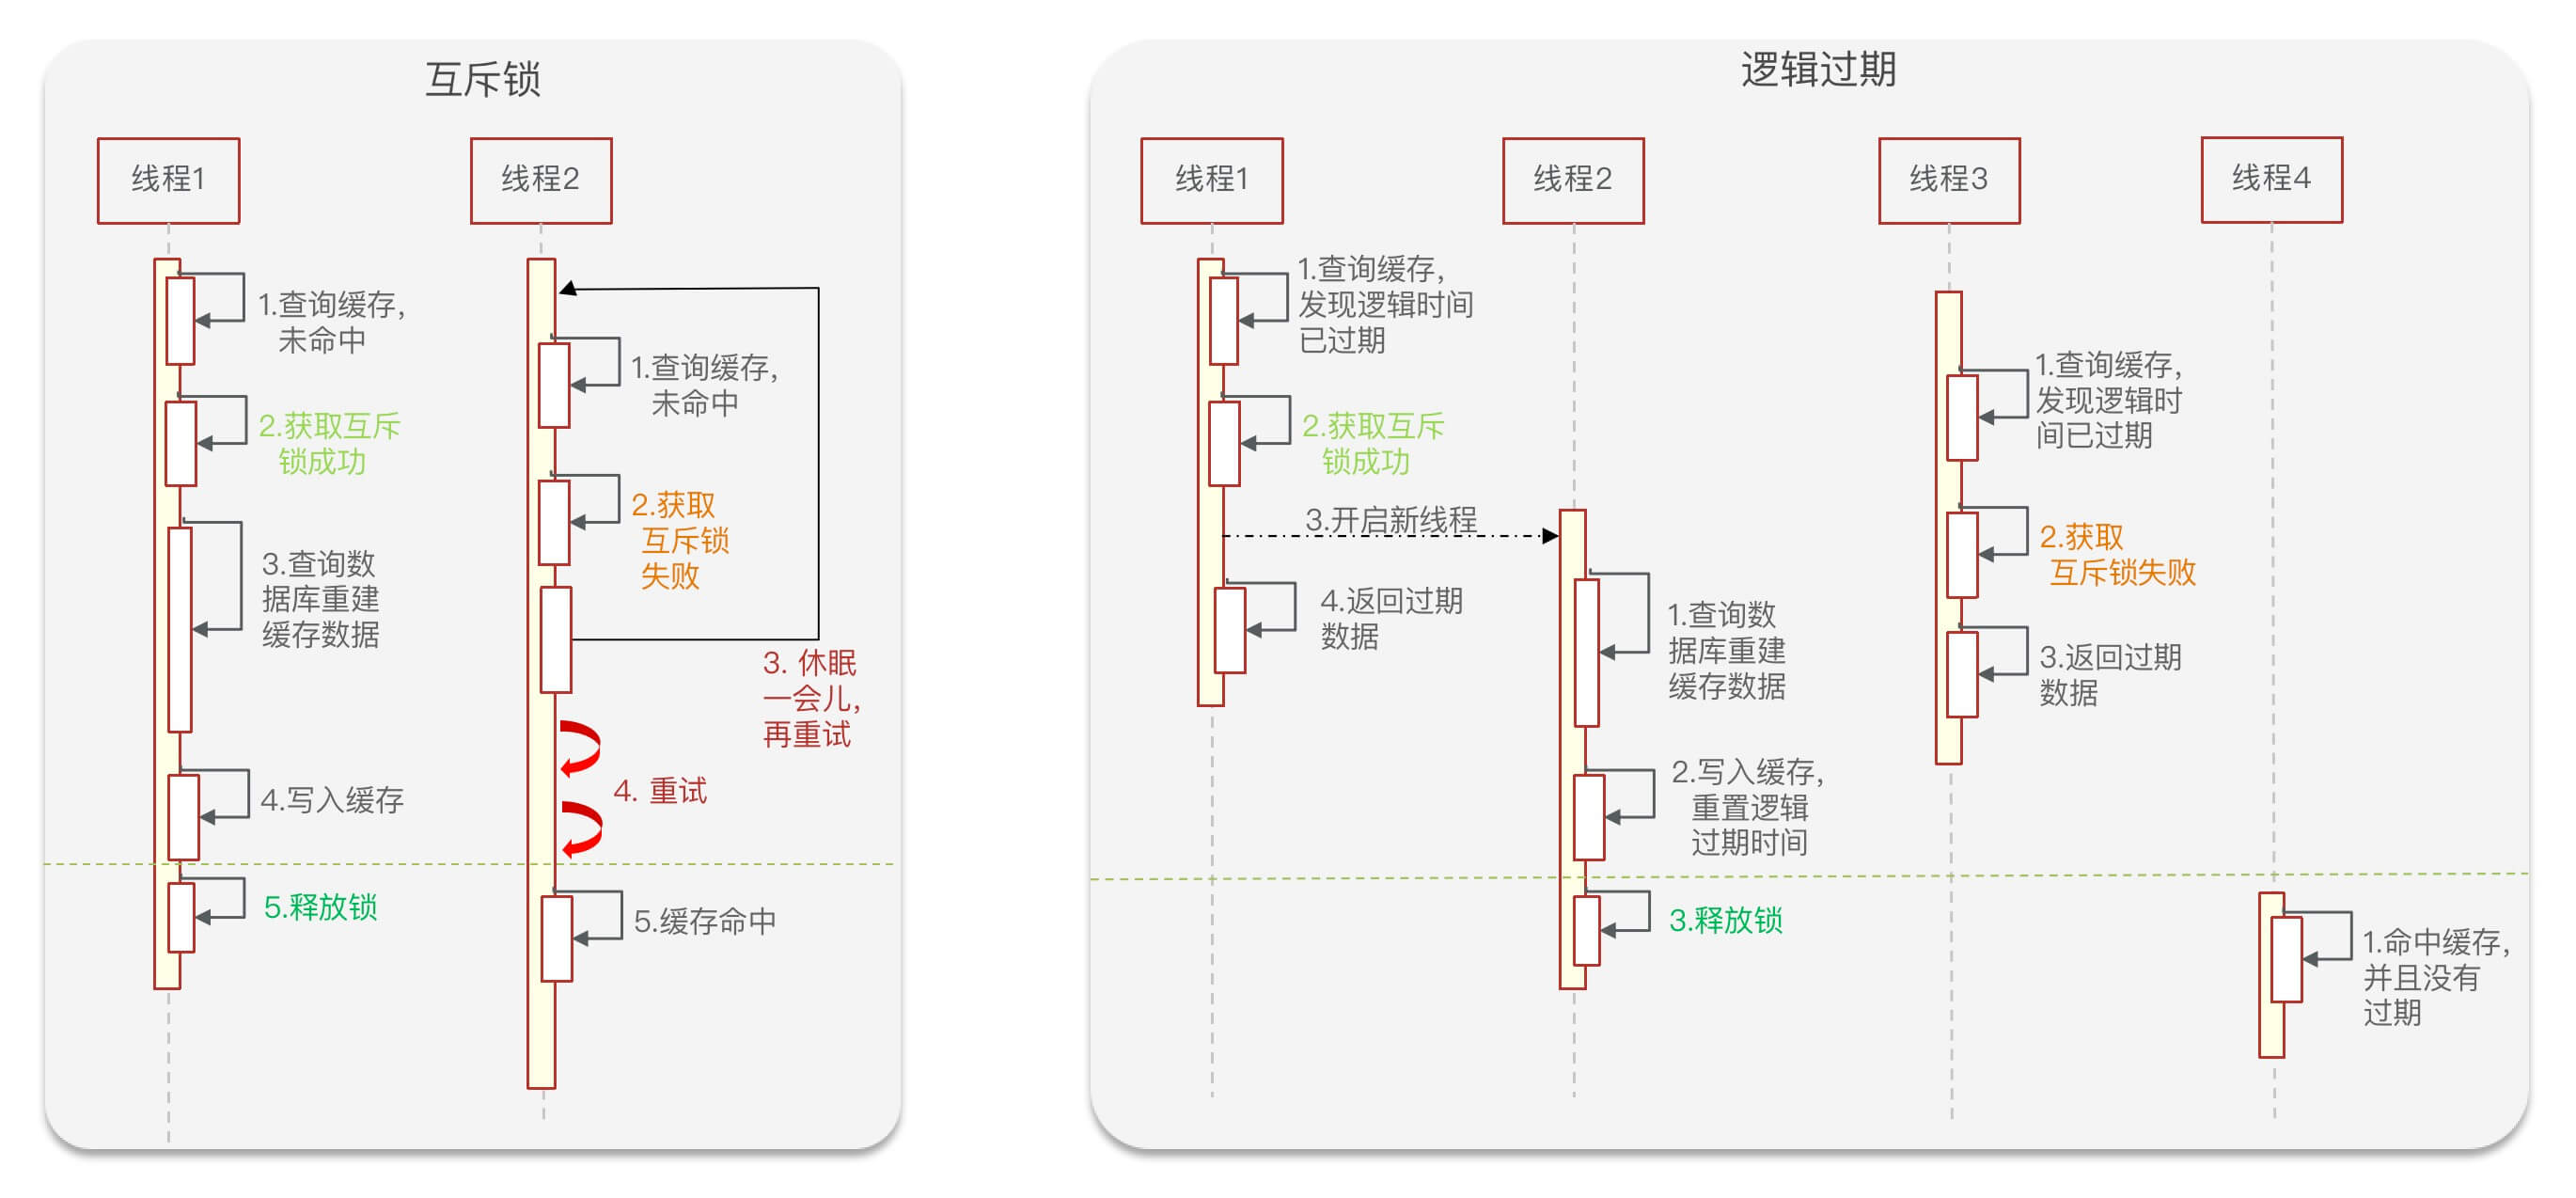 互斥锁
线程1
线程2
1.查询缓存,
未命中
2.获取互斥
锁成功
3.查询数
据库重建
缓存数据
4.写入缓存
5.释放锁
1.查询缓存,
未命中
2.获取
互斥锁
失败
3. 休眠
一会儿,
再重试
4. 重试
5.缓存命中
逻辑过期
线程1
线程2
线程3
线程4
1.查询缓存,
发现逻辑时间
已过期
2.获取互斥
锁成功
3.开启新线程
4.返回过期
数据
1.查询数
据库重建
缓存数据
2.写入缓存,
重置逻辑
过期时间
3.释放锁
1.查询缓存,
发现逻辑时
间已过期
2.获取
互斥锁失败
3.返回过期
数据
1.命中缓存,
并且没有
过期